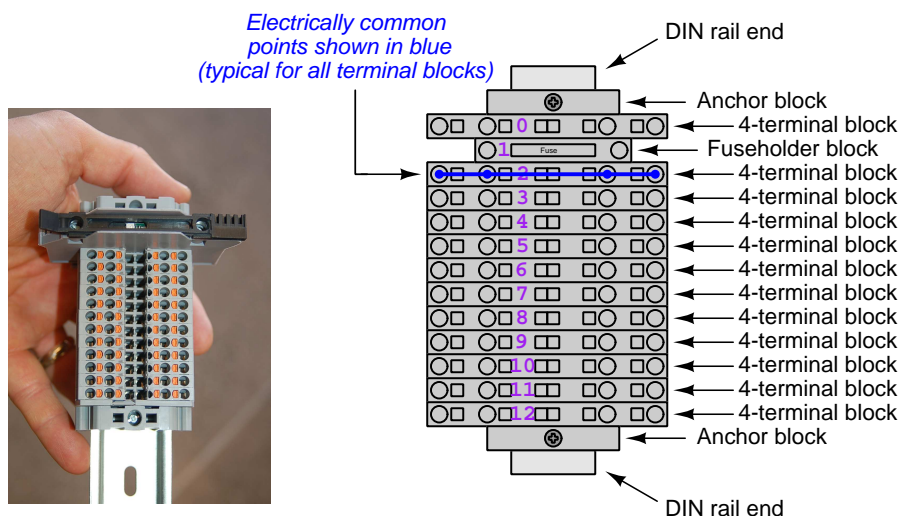 Electrically common
points shown in blue
(typical for all terminal blocks)
DIN rail end
Anchor block
0
4-terminal block
1
Fuse
Fuseholder block
2
4-terminal block
3
4-terminal block
4
4-terminal block
5
4-terminal block
6
4-terminal block
7
4-terminal block
8
4-terminal block
9
4-terminal block
10
4-terminal block
11
4-terminal block
12
4-terminal block
Anchor block
DIN rail end